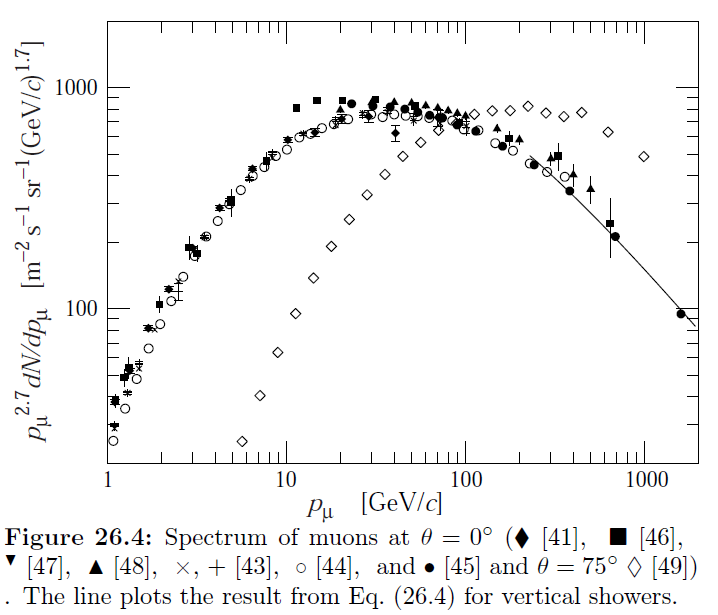 p_μ^2.7 dN/dp_μ [m⁻² s⁻¹ sr⁻¹(GeV/c)^1.7]
1000
100
1 10 100 1000
p_μ [GeV/c]
Figure 26.4: Spectrum of muons at θ = 0° (♦ [41], ■ [46],
▼ [47], ▲ [48], ×, + [43], ○ [44], and ● [45] and θ = 75° ◊ [49])
. The line plots the result from Eq. (26.4) for vertical showers.